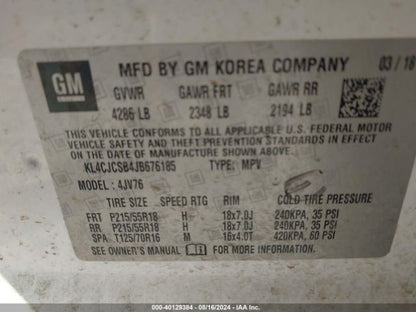 GM
MFD BY GM KOREA COMPANY 03/18
GVWR GAWR FRT GAWR RR
4286 LB 2348 LB 2194 LB
THIS VEHICLE CONFORMS TO ALL APPLICABLE U.S. FEDERAL MOTOR
VEHICLE SAFETY AND THEFT PREVENTION STANDARDS IN EFFECT ON
THE DATE OF MANUFACTURE SHOWN ABOVE.
KL4CJCSB4JB676185 TYPE: MPV
MODEL: 4JV76
TIRE SIZE SPEED RTG RIM COLD TIRE PRESSURE
FRT P215/55R18 H 18x7.0J 240KPA, 35 PSI
RR P215/55R18 H 18x7.0J 240KPA, 35 PSI
SPA T125/70R16 M 16x4.0T 420KPA, 60 PSI
SEE OWNER'S MANUAL FOR MORE INFORMATION.
000-40129384 - 08/16/2024 - IAAI.COM